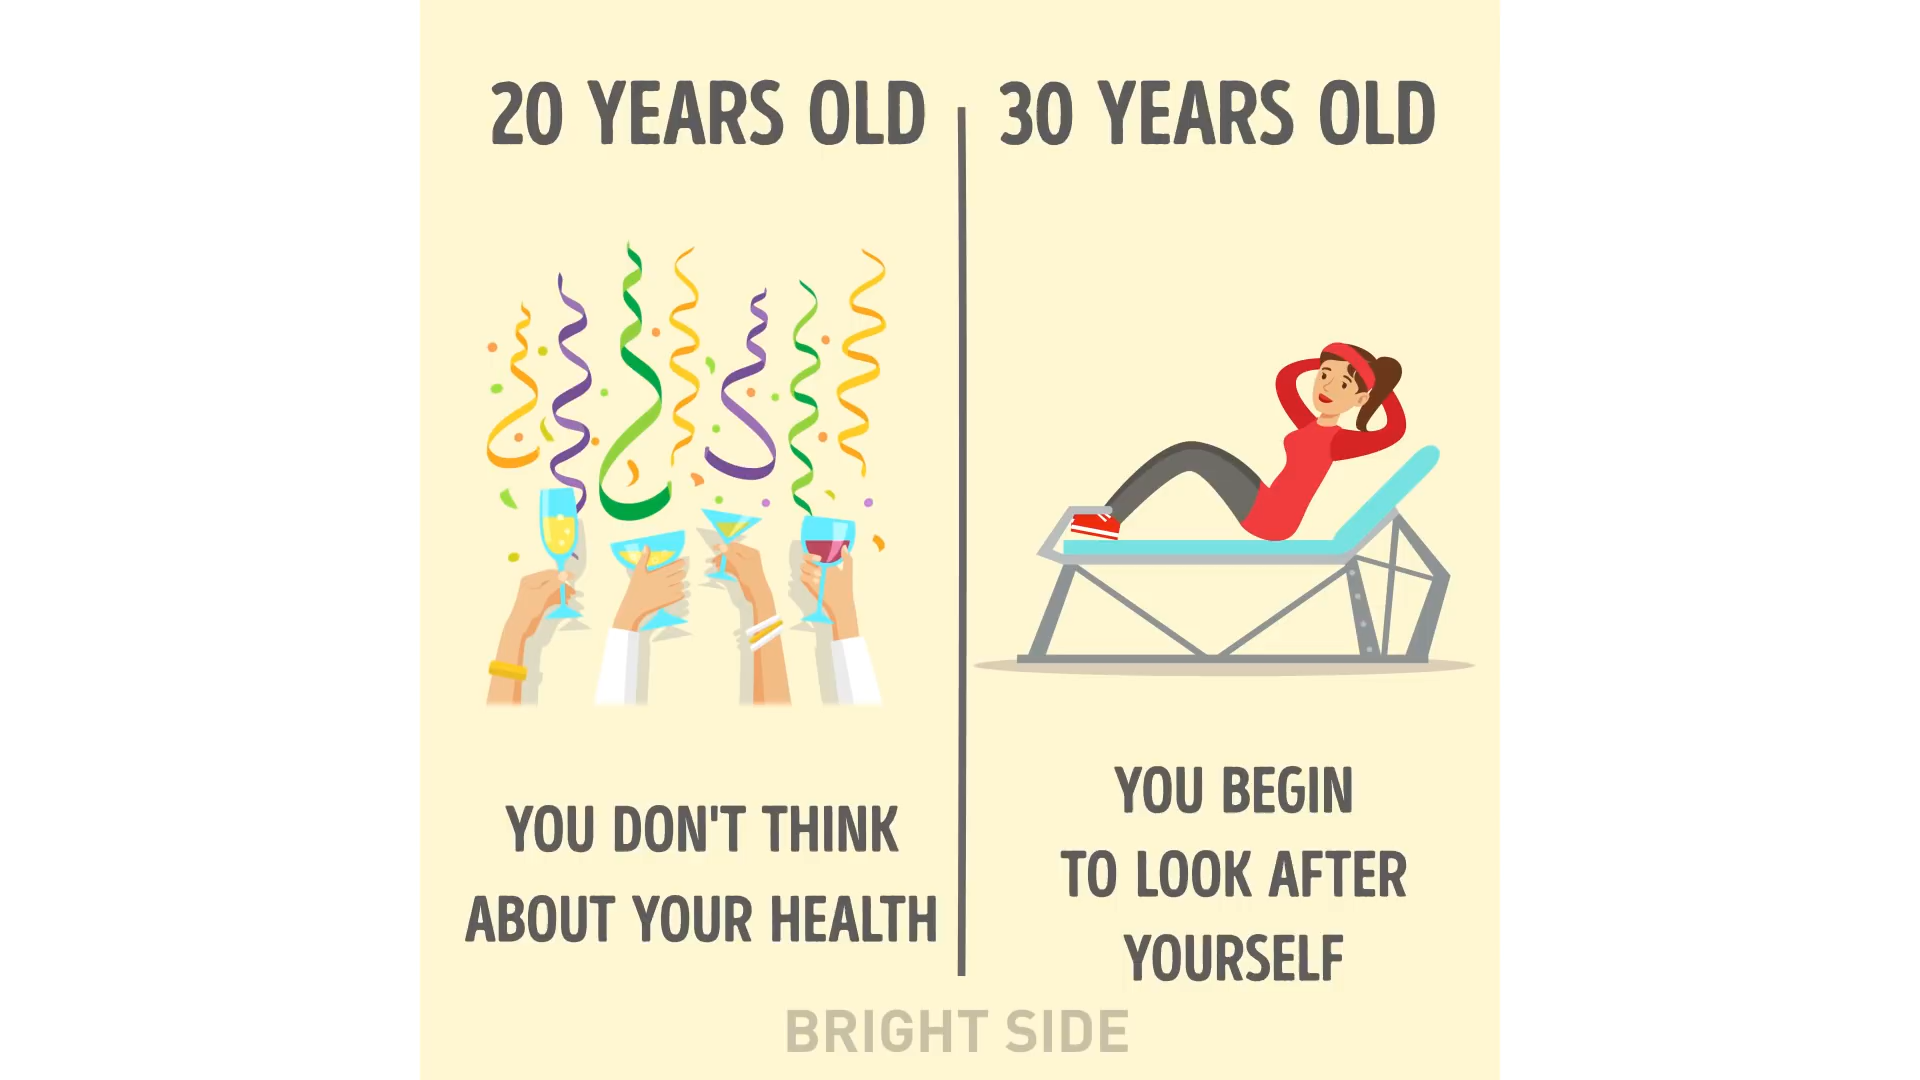 20 YEARS OLD
YOU DON'T THINK
ABOUT YOUR HEALTH
30 YEARS OLD
YOU BEGIN
TO LOOK AFTER
YOURSELF
BRIGHT SIDE